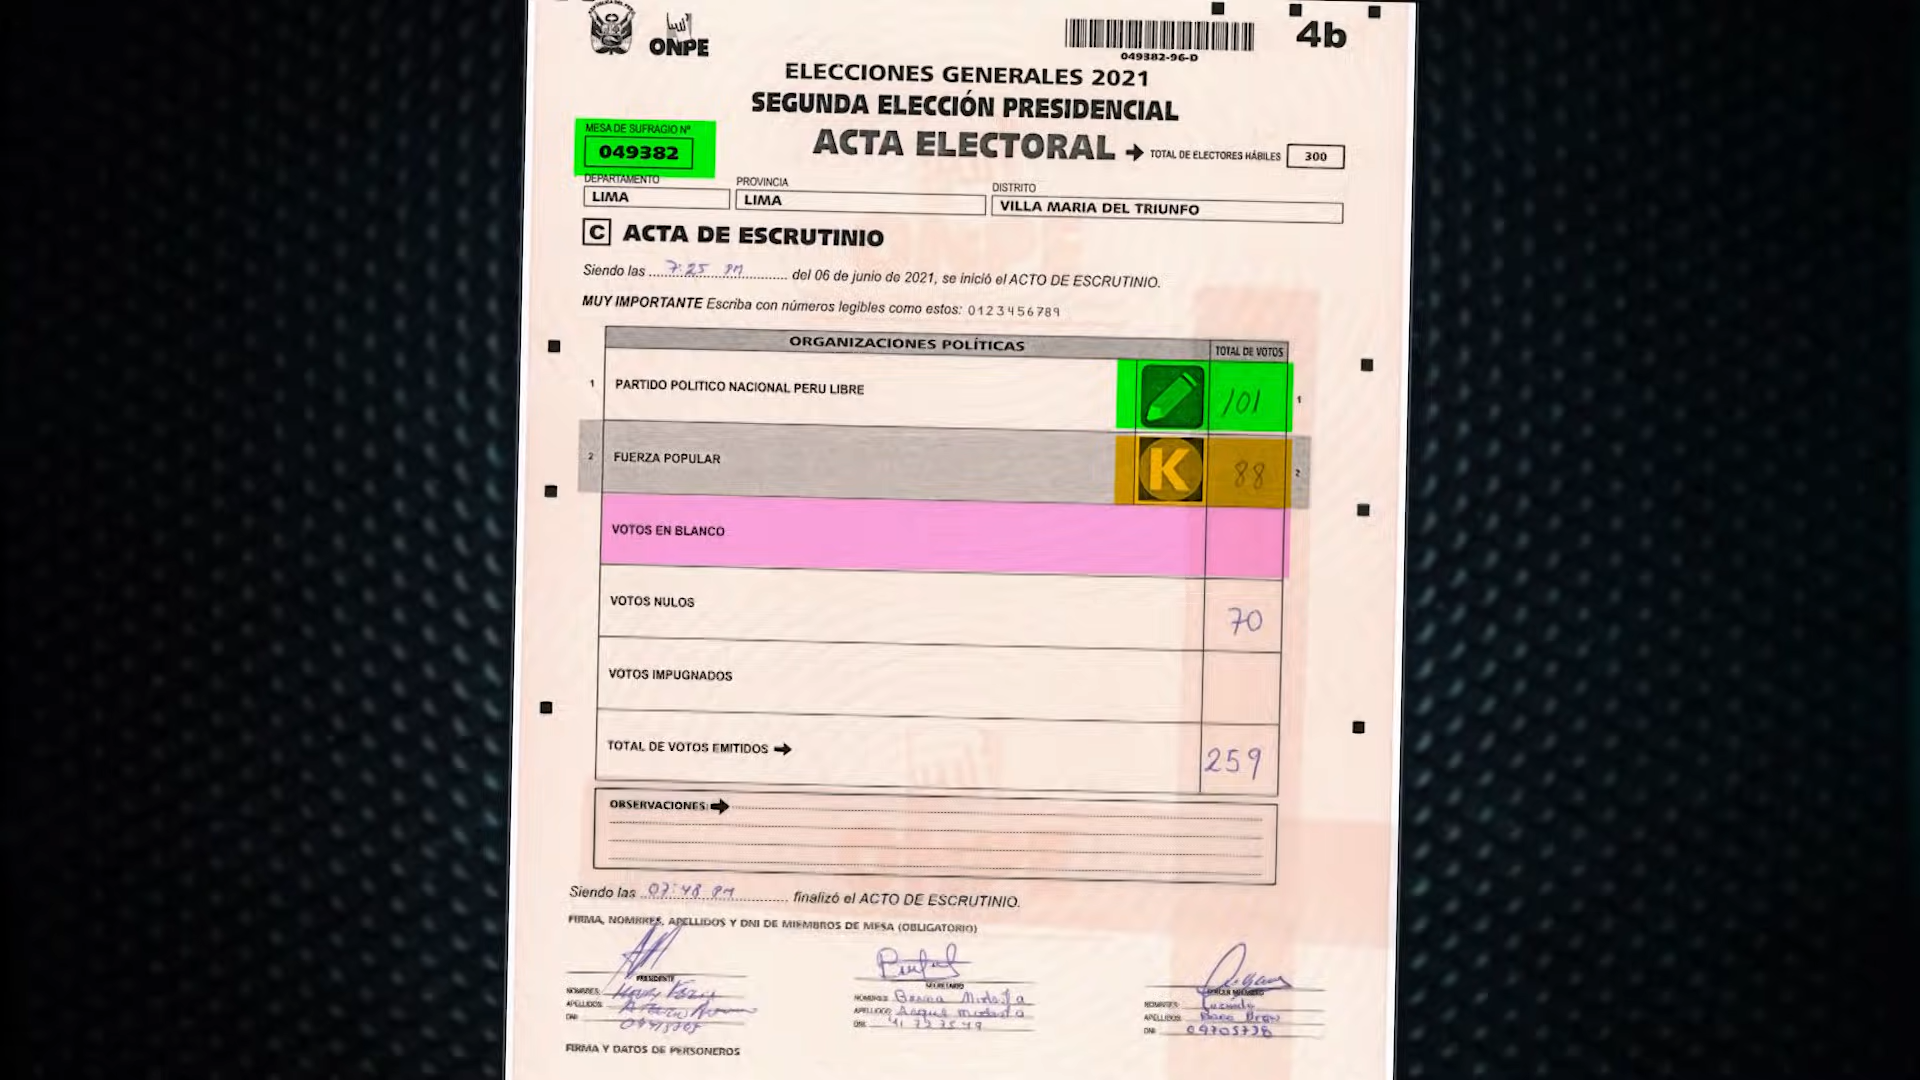 REPÚBLICA DEL PERÚ
ONPE
049382-96-D
4b
ELECCIONES GENERALES 2021
SEGUNDA ELECCIÓN PRESIDENCIAL
ACTA ELECTORAL
TOTAL DE ELECTORES HÁBILES 300
MESA DE SUFRAGIO Nº
049382
DEPARTAMENTO PROVINCIA DISTRITO
LIMA LIMA VILLA MARIA DEL TRIUNFO
C ACTA DE ESCRUTINIO
Siendo las 7:25 PM del 06 de junio de 2021, se inició el ACTO DE ESCRUTINIO.
MUY IMPORTANTE Escriba con números legibles como estos: 0123456789
ORGANIZACIONES POLÍTICAS TOTAL DE VOTOS
1 PARTIDO POLITICO NACIONAL PERU LIBRE 101 1
2 FUERZA POPULAR K 88 2
VOTOS EN BLANCO
VOTOS NULOS 70
VOTOS IMPUGNADOS
TOTAL DE VOTOS EMITIDOS 259
OBSERVACIONES:
Siendo las 07:48 PM finalizó el ACTO DE ESCRUTINIO.
FIRMA, NOMBRES, APELLIDOS Y DNI DE MIEMBROS DE MESA (OBLIGATORIO)
PRESIDENTE SECRETARIO TERCER MIEMBRO
NOMBRES: NOMBRES: NOMBRES:
APELLIDOS: APELLIDOS: APELLIDOS:
DNI: DNI: DNI: 09705738
FIRMA Y DATOS DE PERSONEROS